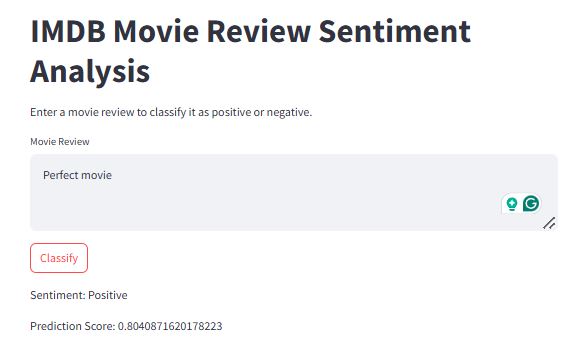 IMDB Movie Review Sentiment
Analysis
Enter a movie review to classify it as positive or negative.
Movie Review
Perfect movie
Classify
Sentiment: Positive
Prediction Score: 0.8040871620178223